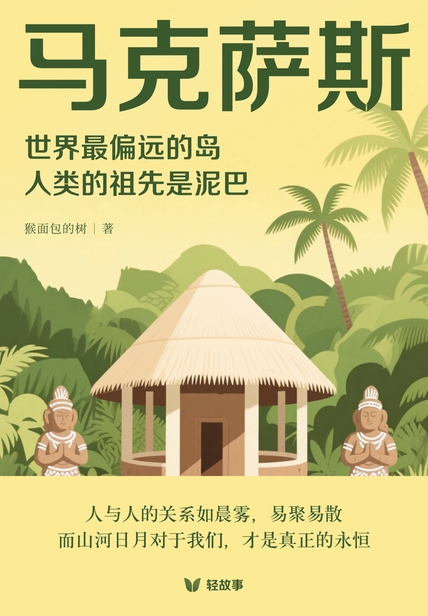 马克萨斯
世界最偏远的岛
人类的祖先是泥巴
猴面包的树｜著
人与人的关系如晨雾，易聚易散
而山河日月对于我们，才是真正的永恒
轻故事